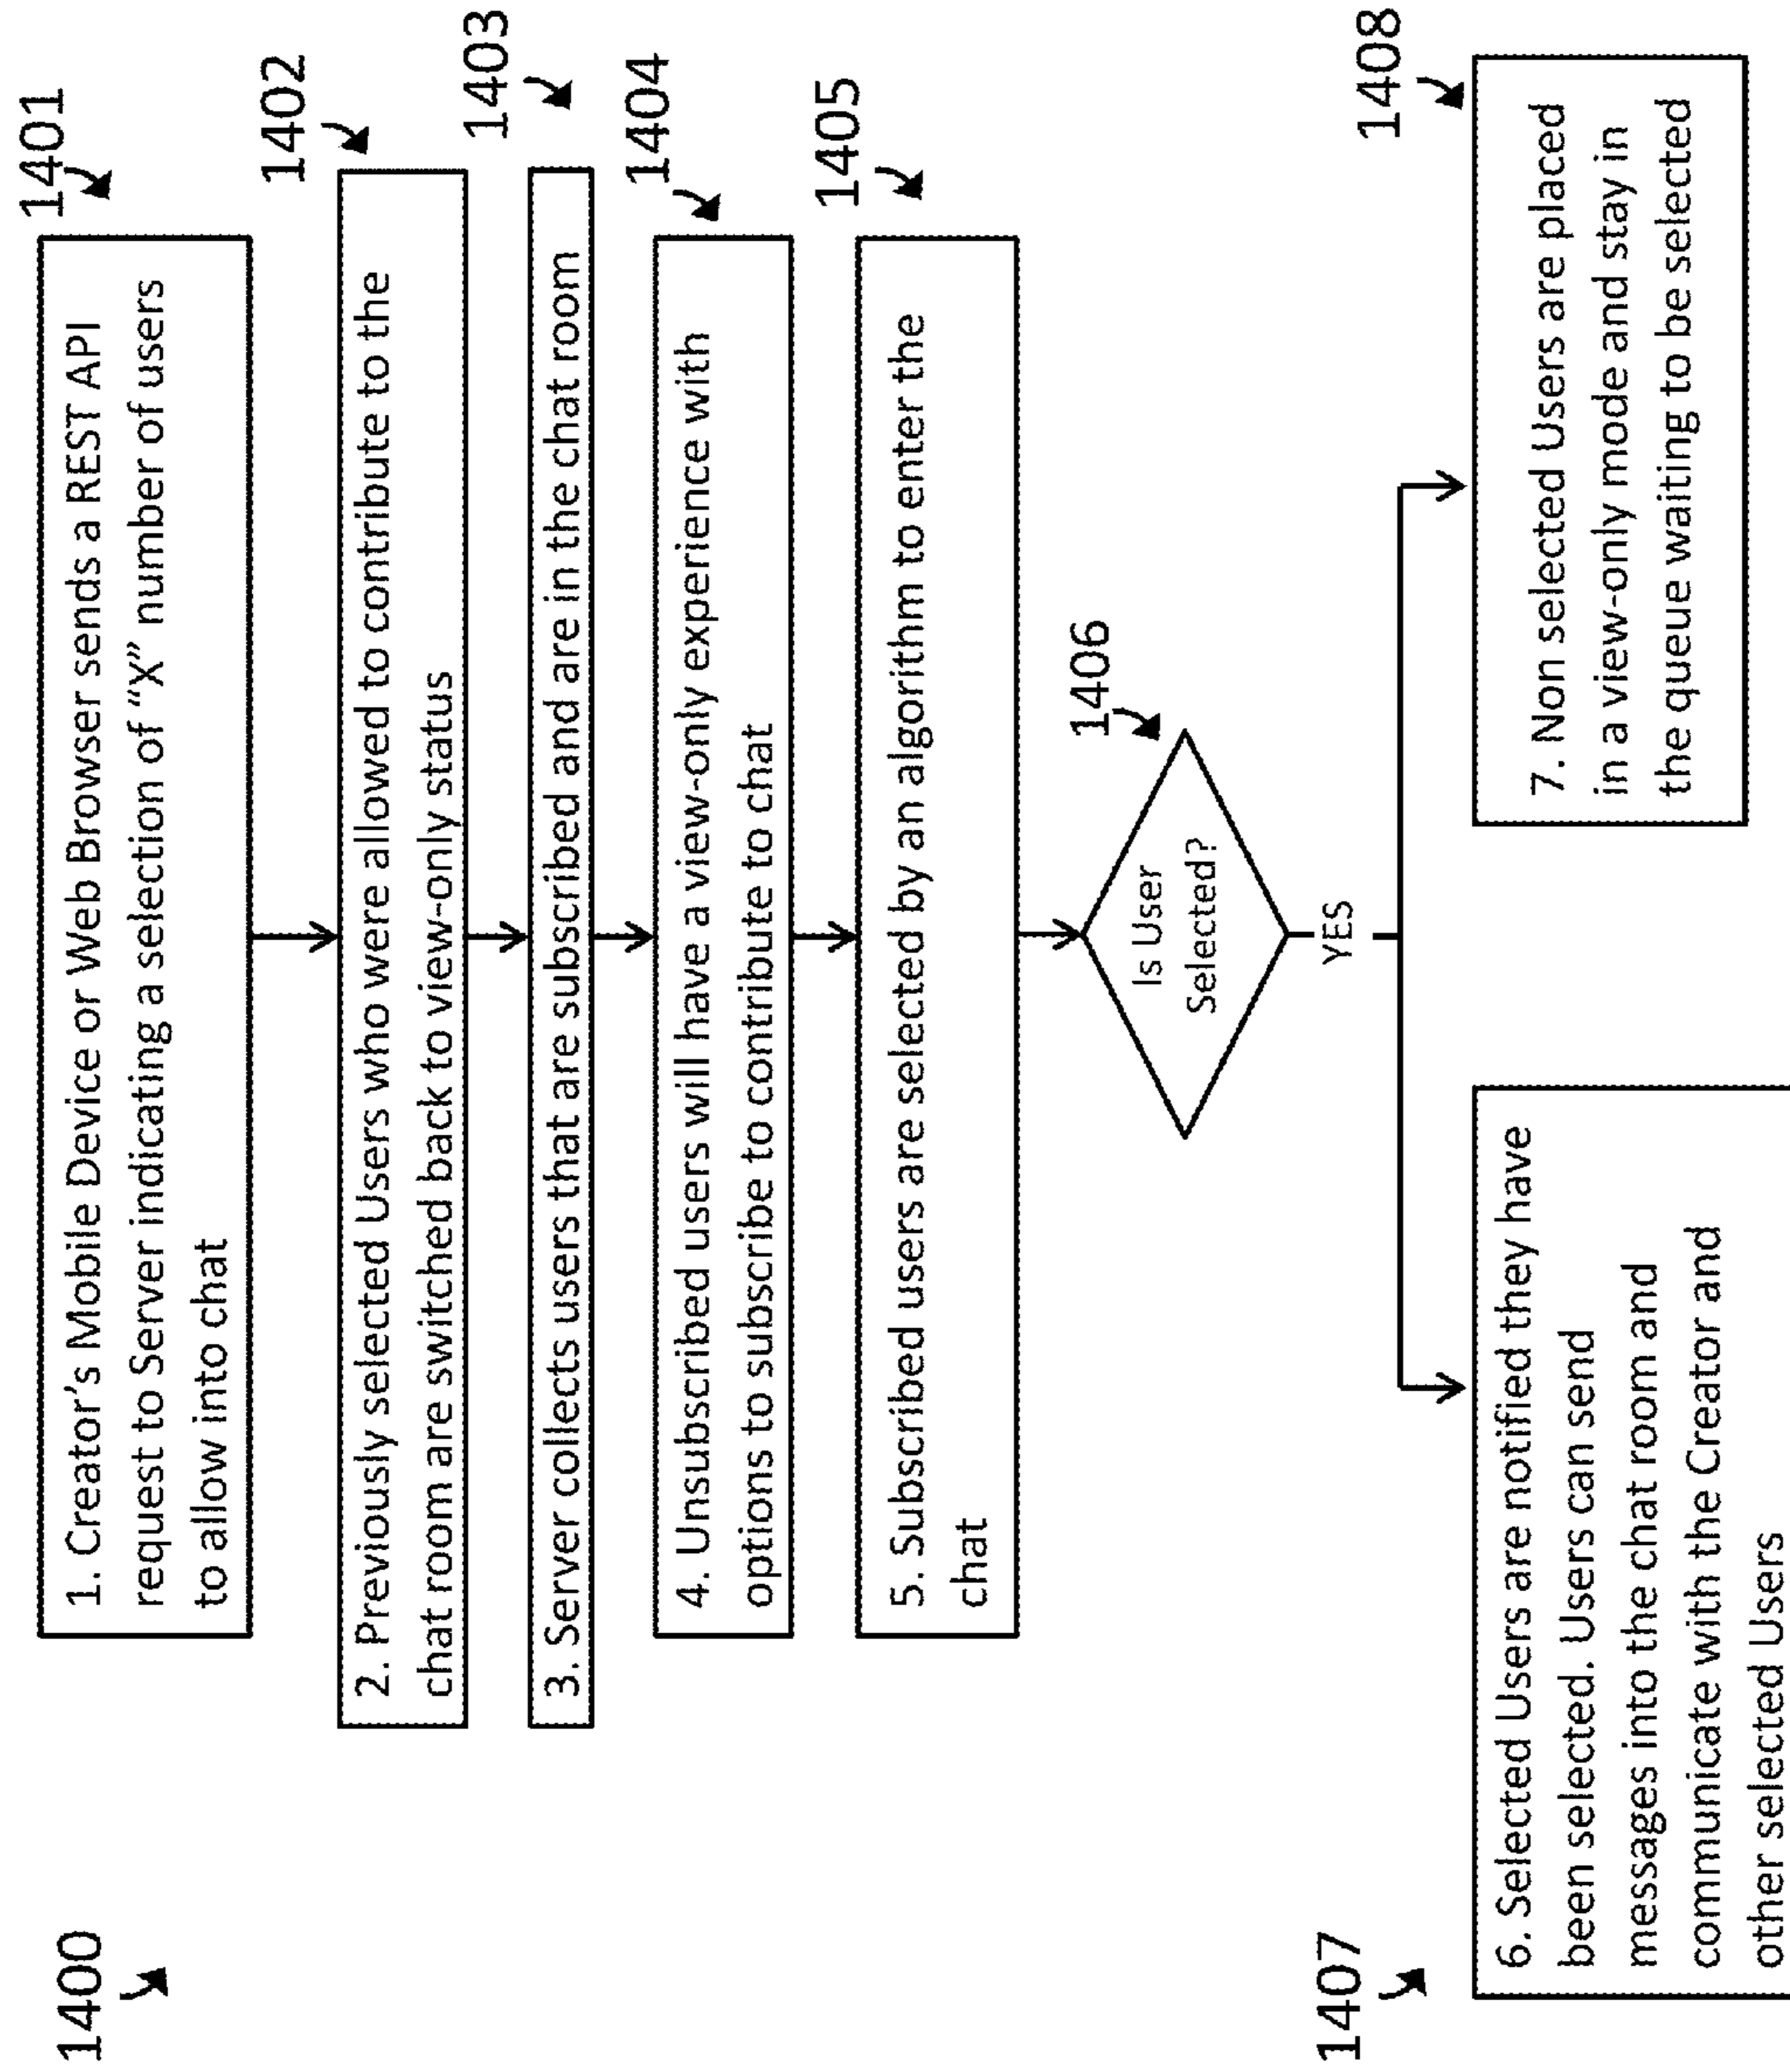 1400
1401
1. Creator's Mobile Device or Web Browser sends a REST API
request to Server indicating a selection of "X" number of users
to allow into chat
1402
2. Previously selected Users who were allowed to contribute to the
chat room are switched back to view-only status
1403
3. Server collects users that are subscribed and are in the chat room
1404
4. Unsubscribed users will have a view-only experience with
options to subscribe to contribute to chat
1405
5. Subscribed users are selected by an algorithm to enter the
chat
1406
Is User
Selected?
YES
1407
6. Selected Users are notified they have
been selected. Users can send
messages into the chat room and
communicate with the Creator and
other selected Users
1408
7. Non selected Users are placed
in a view-only mode and stay in
the queue waiting to be selected